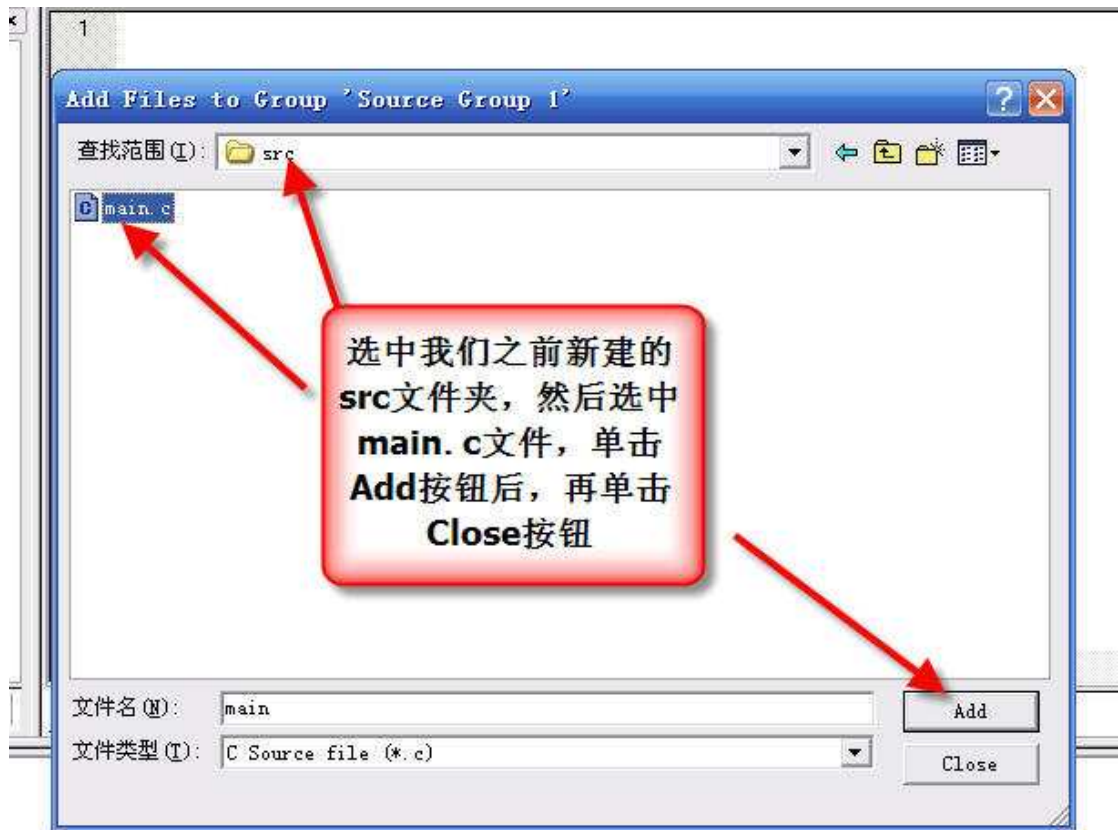 1
Add Files to Group 'Source Group 1'
查找范围(I):
src
main.c
选中我们之前新建的
src文件夹，然后选中
main.c文件，单击
Add按钮后，再单击
Close按钮
文件名(N):
main
Add
文件类型(T):
C Source file (*.c)
Close